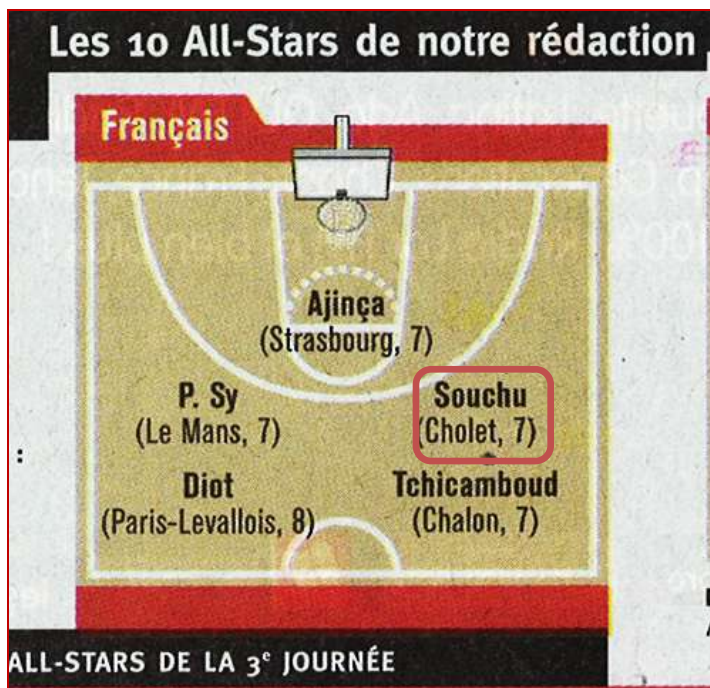 Les 10 All-Stars de notre rédaction
Français
Ajinça
(Strasbourg, 7)
P. Sy
(Le Mans, 7)
Souchu
(Cholet, 7)
Diot
(Paris-Levallois, 8)
Tchicamboud
(Chalon, 7)
ALL-STARS DE LA 3e JOURNÉE